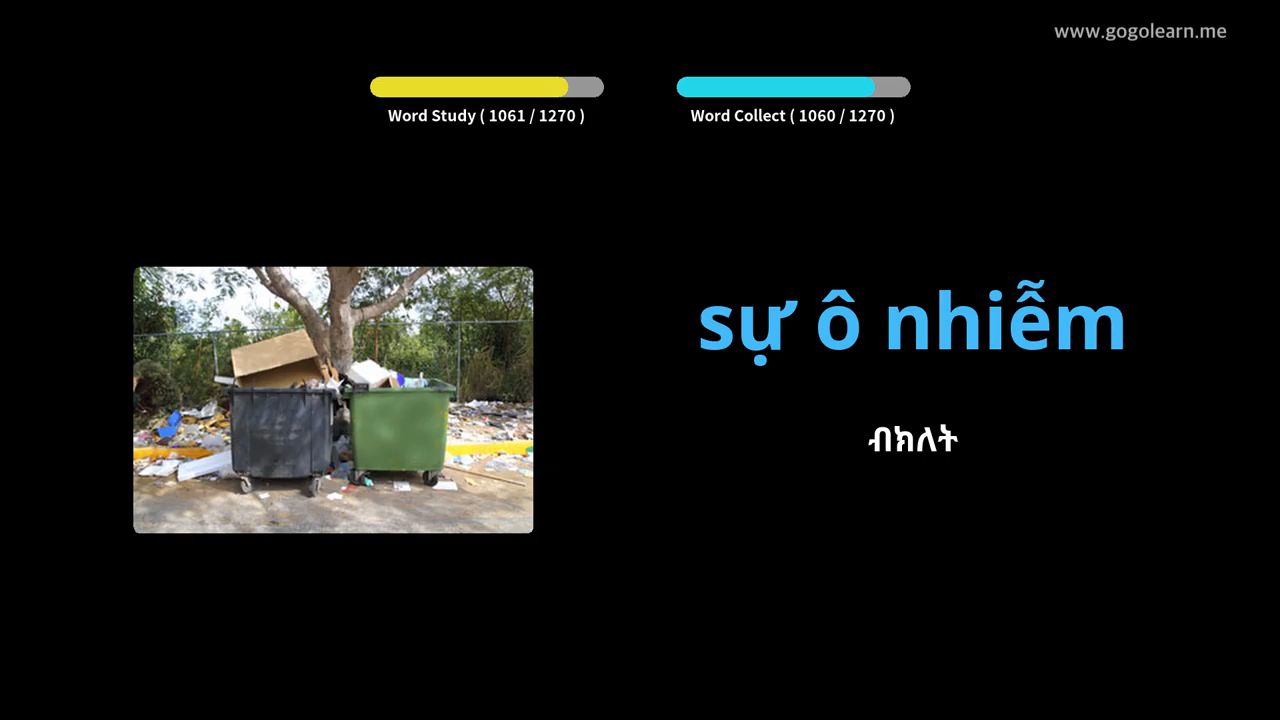 www.gogolearn.me
Word Study ( 1061 / 1270 )
Word Collect ( 1060 / 1270 )
sự ô nhiễm
ብክለት